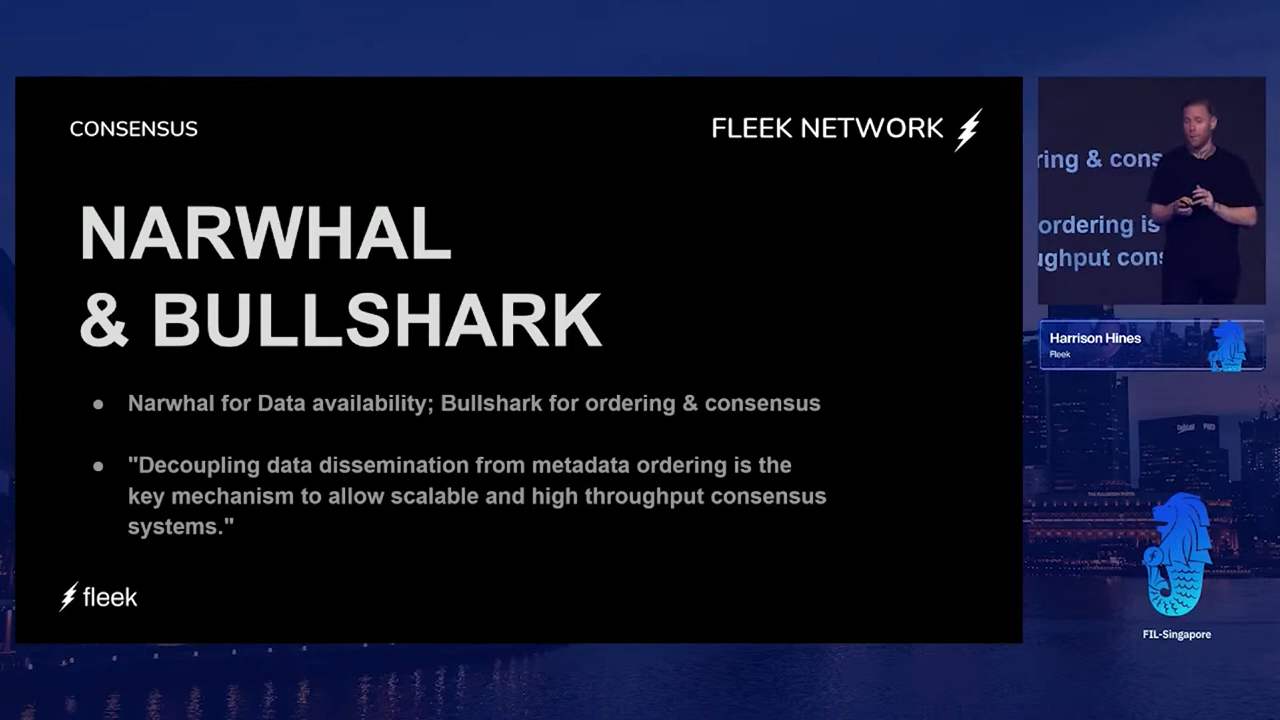 CONSENSUS
FLEEK NETWORK
NARWHAL
& BULLSHARK
● Narwhal for Data availability; Bullshark for ordering & consensus
● "Decoupling data dissemination from metadata ordering is the
key mechanism to allow scalable and high throughput consensus
systems."
fleek
ring & cons
ordering is
ughput cons
Harrison Hines
Fleek
FIL-Singapore